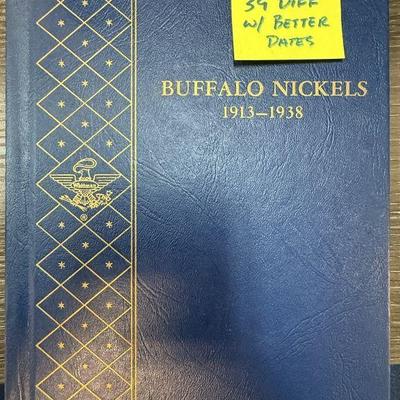 39 DIFF
W/ BETTER
DATES
BUFFALO NICKELS
1913–1938
Whitman
®